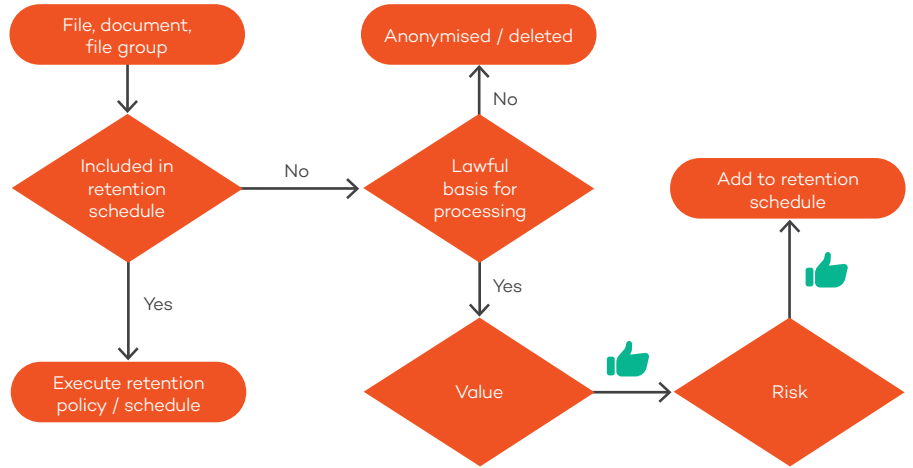 File, document,
file group
Anonymised / deleted
No
Included in
retention
schedule
No
Lawful
basis for
processing
Add to retention
schedule
Yes
Yes
Execute retention
policy / schedule
Value
Risk